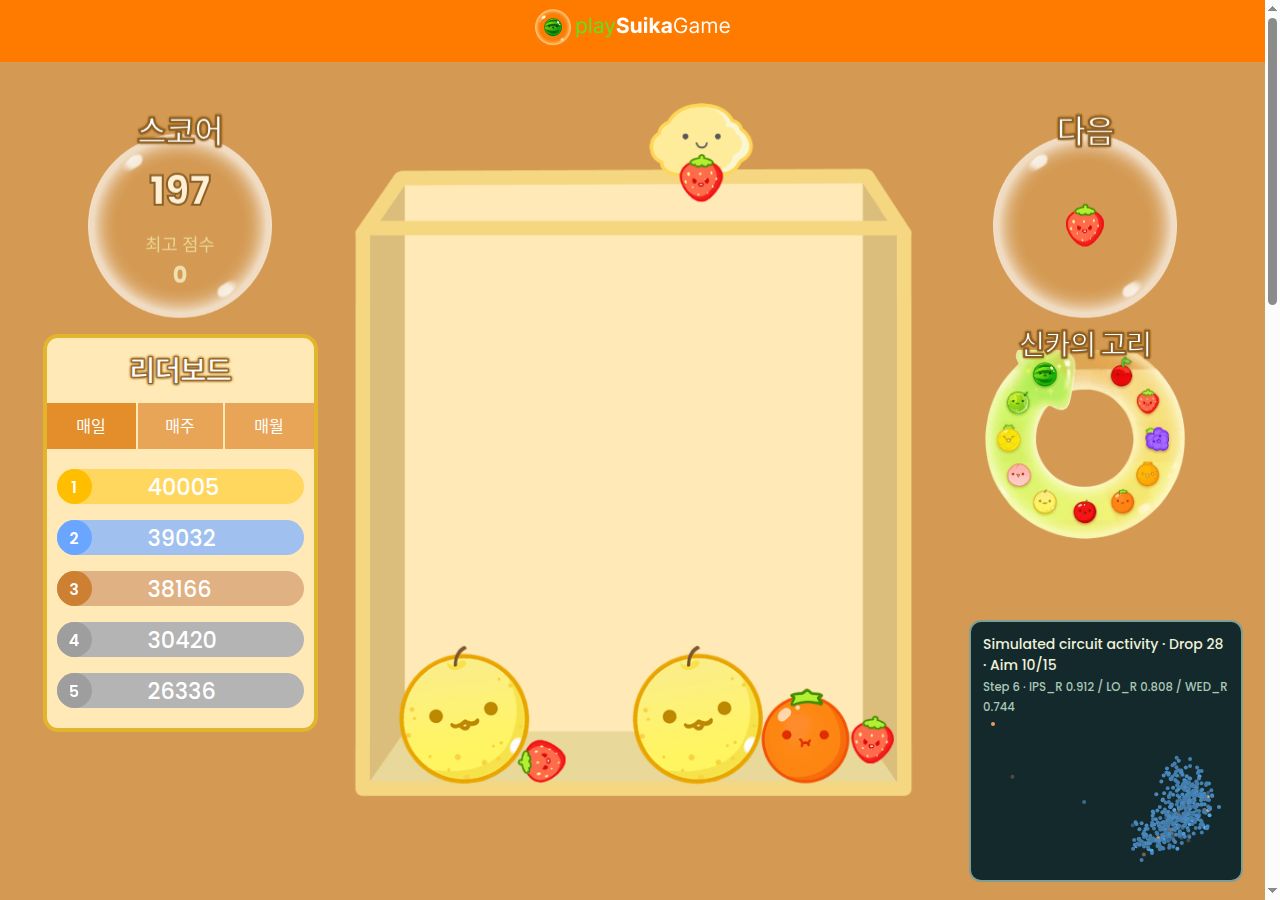 playSuikaGame
스코어
197
최고 점수
0
리더보드
매일 매주 매월
1 40005
2 39032
3 38166
4 30420
5 26336
다음
신카의 고리
Simulated circuit activity · Drop 28
· Aim 10/15
Step 6 · IPS_R 0.912 / LO_R 0.808 / WED_R
0.744